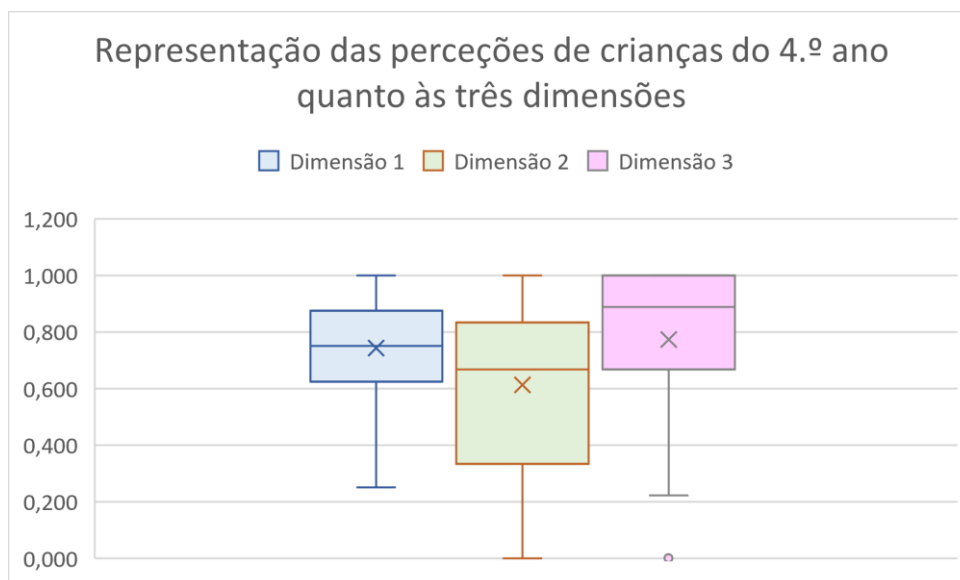 Representação das perceções de crianças do 4.º ano
quanto às três dimensões
Dimensão 1 Dimensão 2 Dimensão 3
1,200
1,000
0,800
0,600
0,400
0,200
0,000